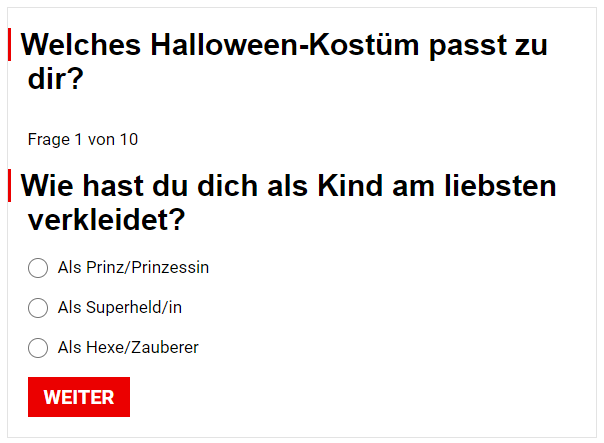 Welches Halloween-Kostüm passt zu
dir?
Frage 1 von 10
Wie hast du dich als Kind am liebsten
verkleidet?
Als Prinz/Prinzessin
Als Superheld/in
Als Hexe/Zauberer
WEITER